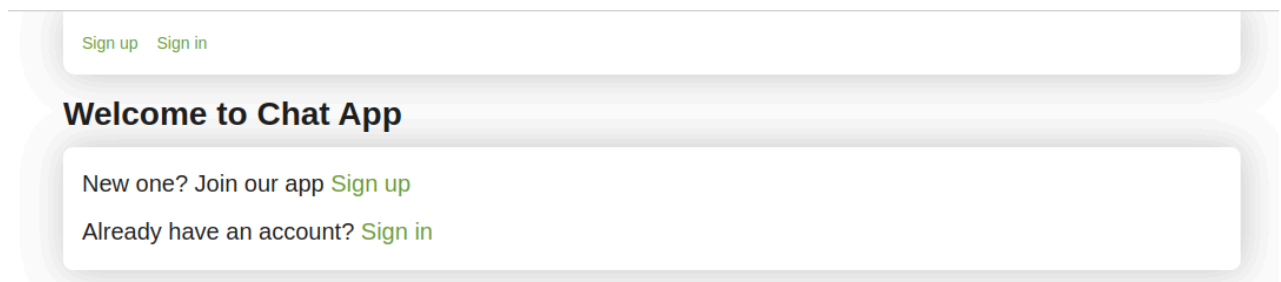 Sign up Sign in
Welcome to Chat App
New one? Join our app Sign up
Already have an account? Sign in